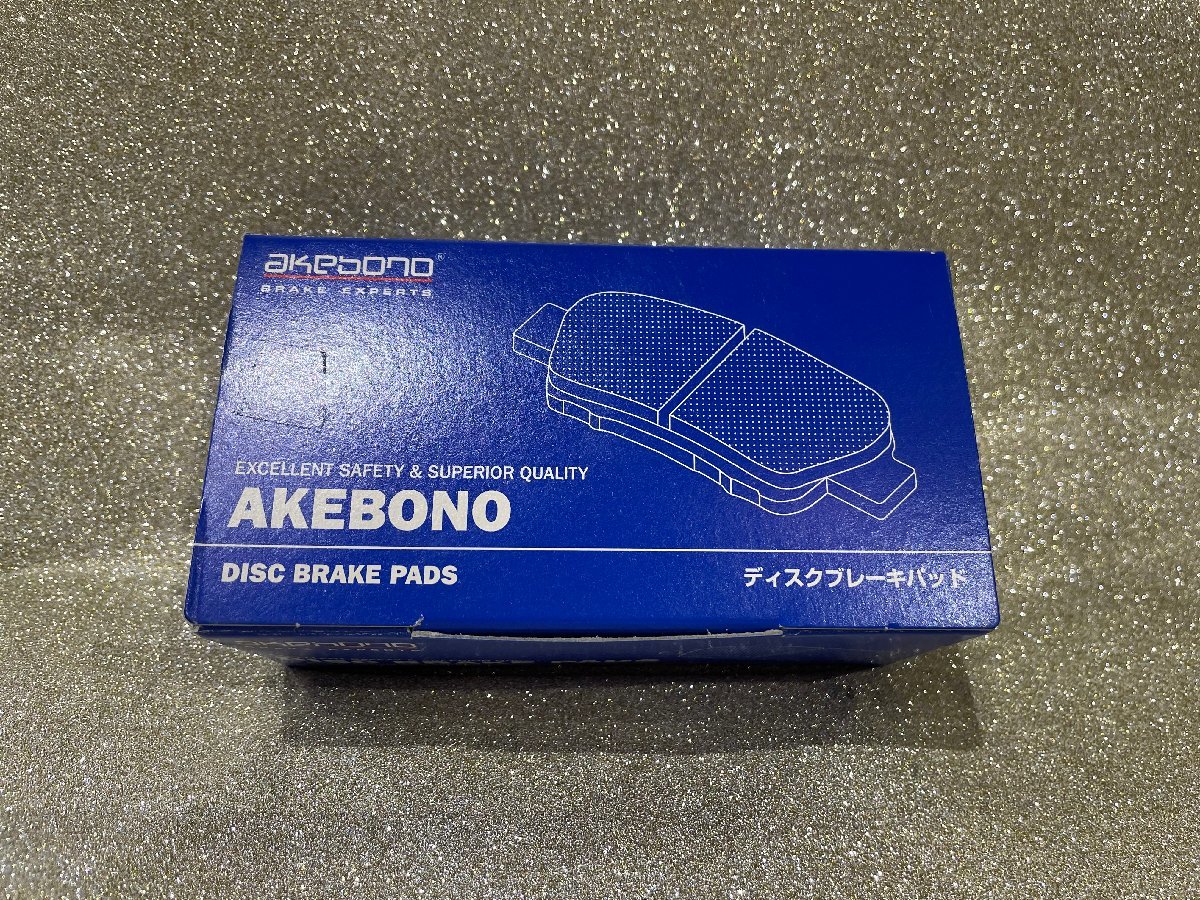 akebono®
BRAKE EXPERTS
1
EXCELLENT SAFETY & SUPERIOR QUALITY
AKEBONO
DISC BRAKE PADS
ディスクブレーキパッド